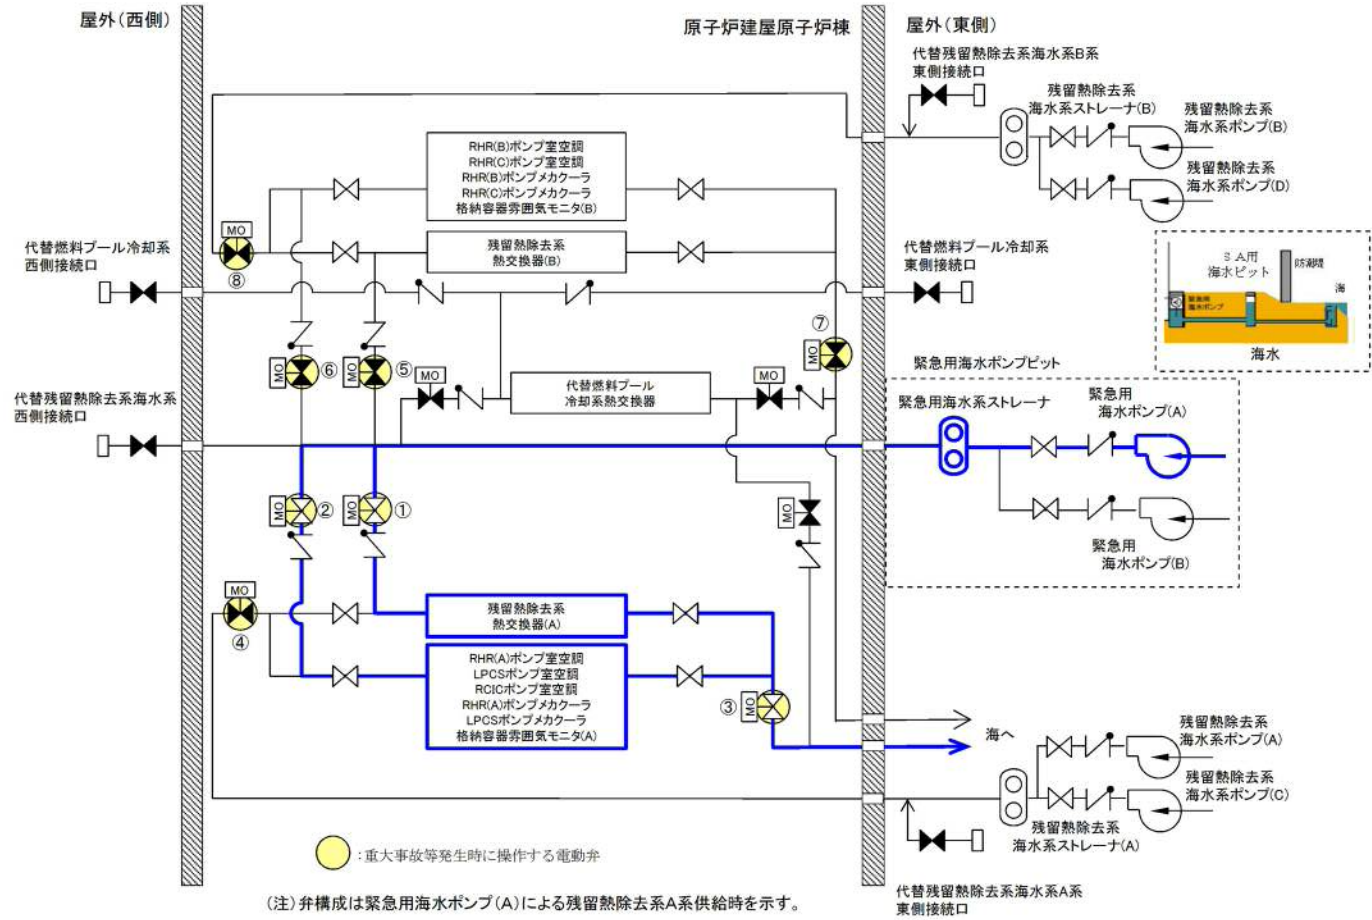 屋外(西側)
原子炉建屋原子炉棟
屋外(東側)
代替残留熱除去系海水系B系
東側接続口
残留熱除去系
海水系ストレーナ(B)
残留熱除去系
海水系ポンプ(B)
残留熱除去系
海水系ポンプ(D)
RHR(B)ポンプ室空調
RHR(C)ポンプ室空調
RHR(B)ポンプメカクーラ
RHR(C)ポンプメカクーラ
格納容器雰囲気モニタ(B)
MO
⑧
残留熱除去系
熱交換器(B)
代替燃料プール冷却系
西側接続口
代替燃料プール冷却系
東側接続口
SA用
海水ピット
防潮堤
海
緊急用
海水ポンプ
海水
⑦
MO
MO
⑥
MO
⑤
MO
代替燃料プール
冷却系熱交換器
MO
緊急用海水ポンプピット
代替残留熱除去系海水系
西側接続口
緊急用海水系ストレーナ
緊急用
海水ポンプ(A)
MO
②
MO
①
MO
緊急用
海水ポンプ(B)
MO
④
残留熱除去系
熱交換器(A)
RHR(A)ポンプ室空調
LPCSポンプ室空調
RCICポンプ室空調
RHR(A)ポンプメカクーラ
LPCSポンプメカクーラ
格納容器雰囲気モニタ(A)
③
MO
海へ
残留熱除去系
海水系ポンプ(A)
残留熱除去系
海水系ポンプ(C)
残留熱除去系
海水系ストレーナ(A)
:重大事故等発生時に操作する電動弁
(注)弁構成は緊急用海水ポンプ(A)による残留熱除去系A系供給時を示す。
代替残留熱除去系海水系A系
東側接続口